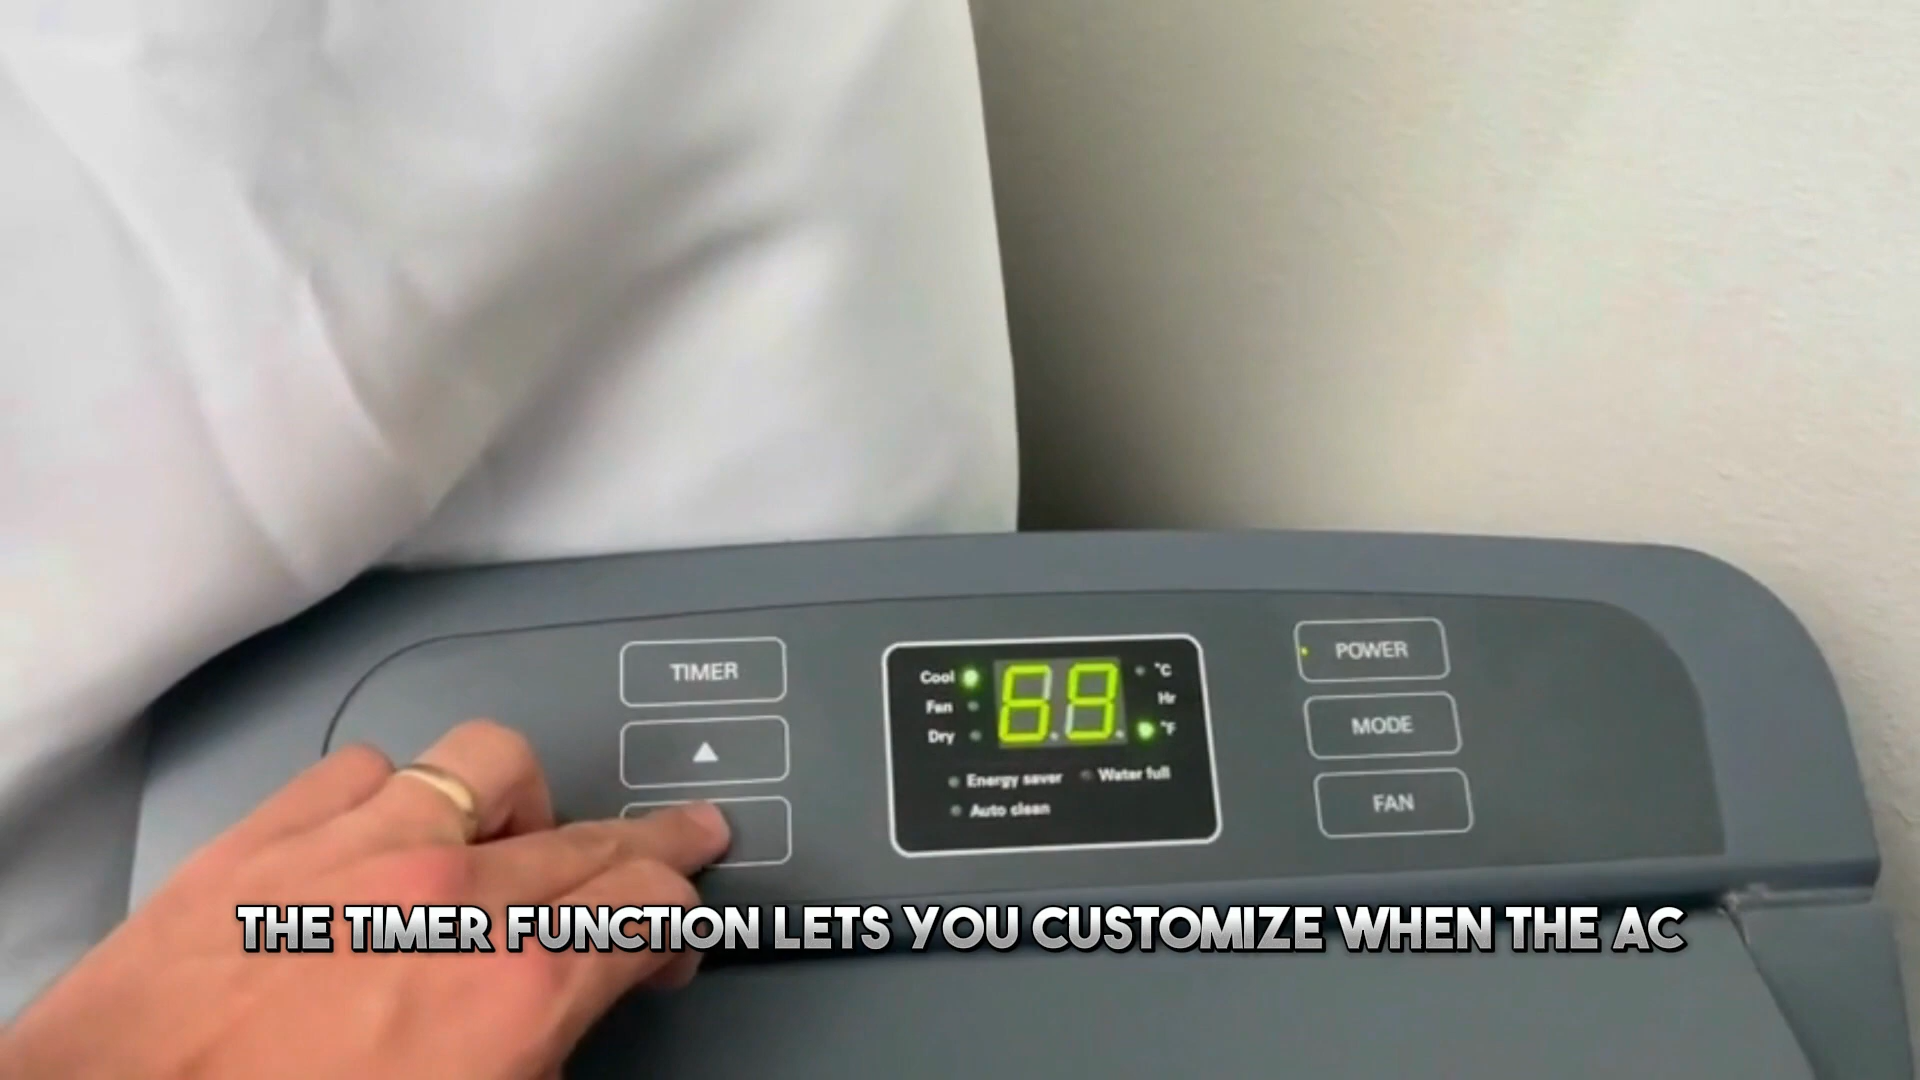 TIMER
▲
Cool
Fan
Dry
69
°C
Hr
°F
Energy saver
Water full
Auto clean
POWER
MODE
FAN
THE TIMER FUNCTION LETS YOU CUSTOMIZE WHEN THE AC